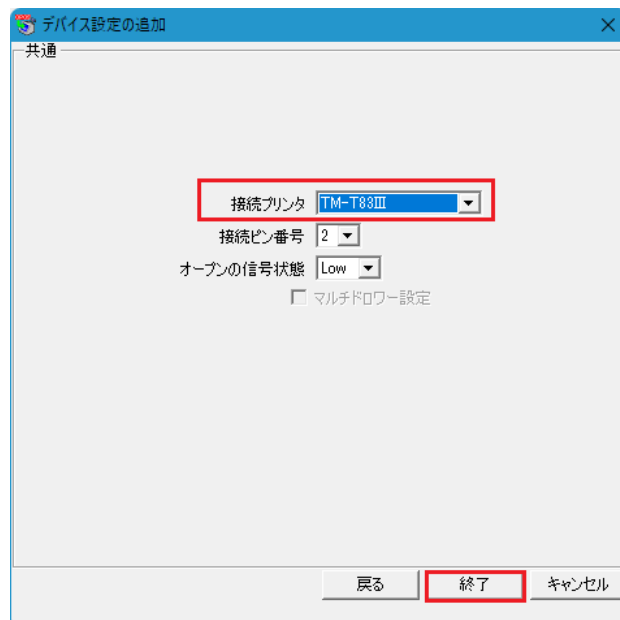 デバイス設定の追加
共通
接続プリンタ TM-T83Ⅲ
接続ピン番号 2
オープンの信号状態 Low
マルチドロワー設定
戻る 終了 キャンセル